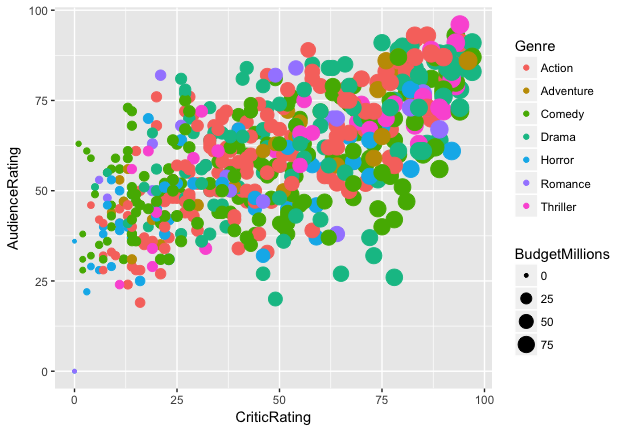 100
75
50
25
0
AudienceRating
0
25
50
75
100
CriticRating
Genre
Action
Adventure
Comedy
Drama
Horror
Romance
Thriller
BudgetMillions
0
25
50
75